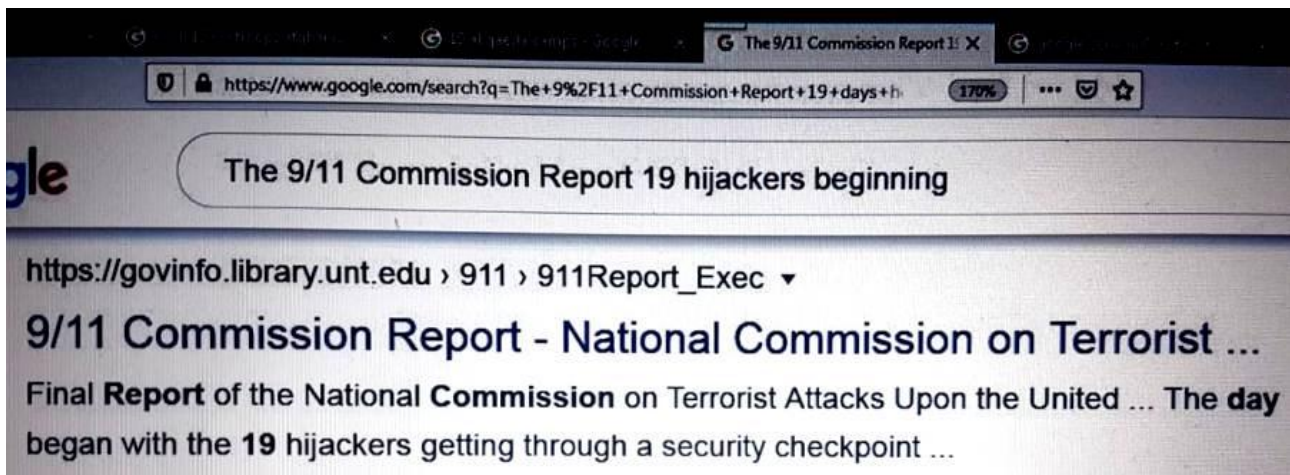 The 9/11 Commission Report 19
https://www.google.com/search?q=The+9%2F11+Commission+Report+19+days+h
170%
gle
The 9/11 Commission Report 19 hijackers beginning
https://govinfo.library.unt.edu › 911 › 911Report_Exec
9/11 Commission Report - National Commission on Terrorist ...
Final Report of the National Commission on Terrorist Attacks Upon the United ... The day
began with the 19 hijackers getting through a security checkpoint ...